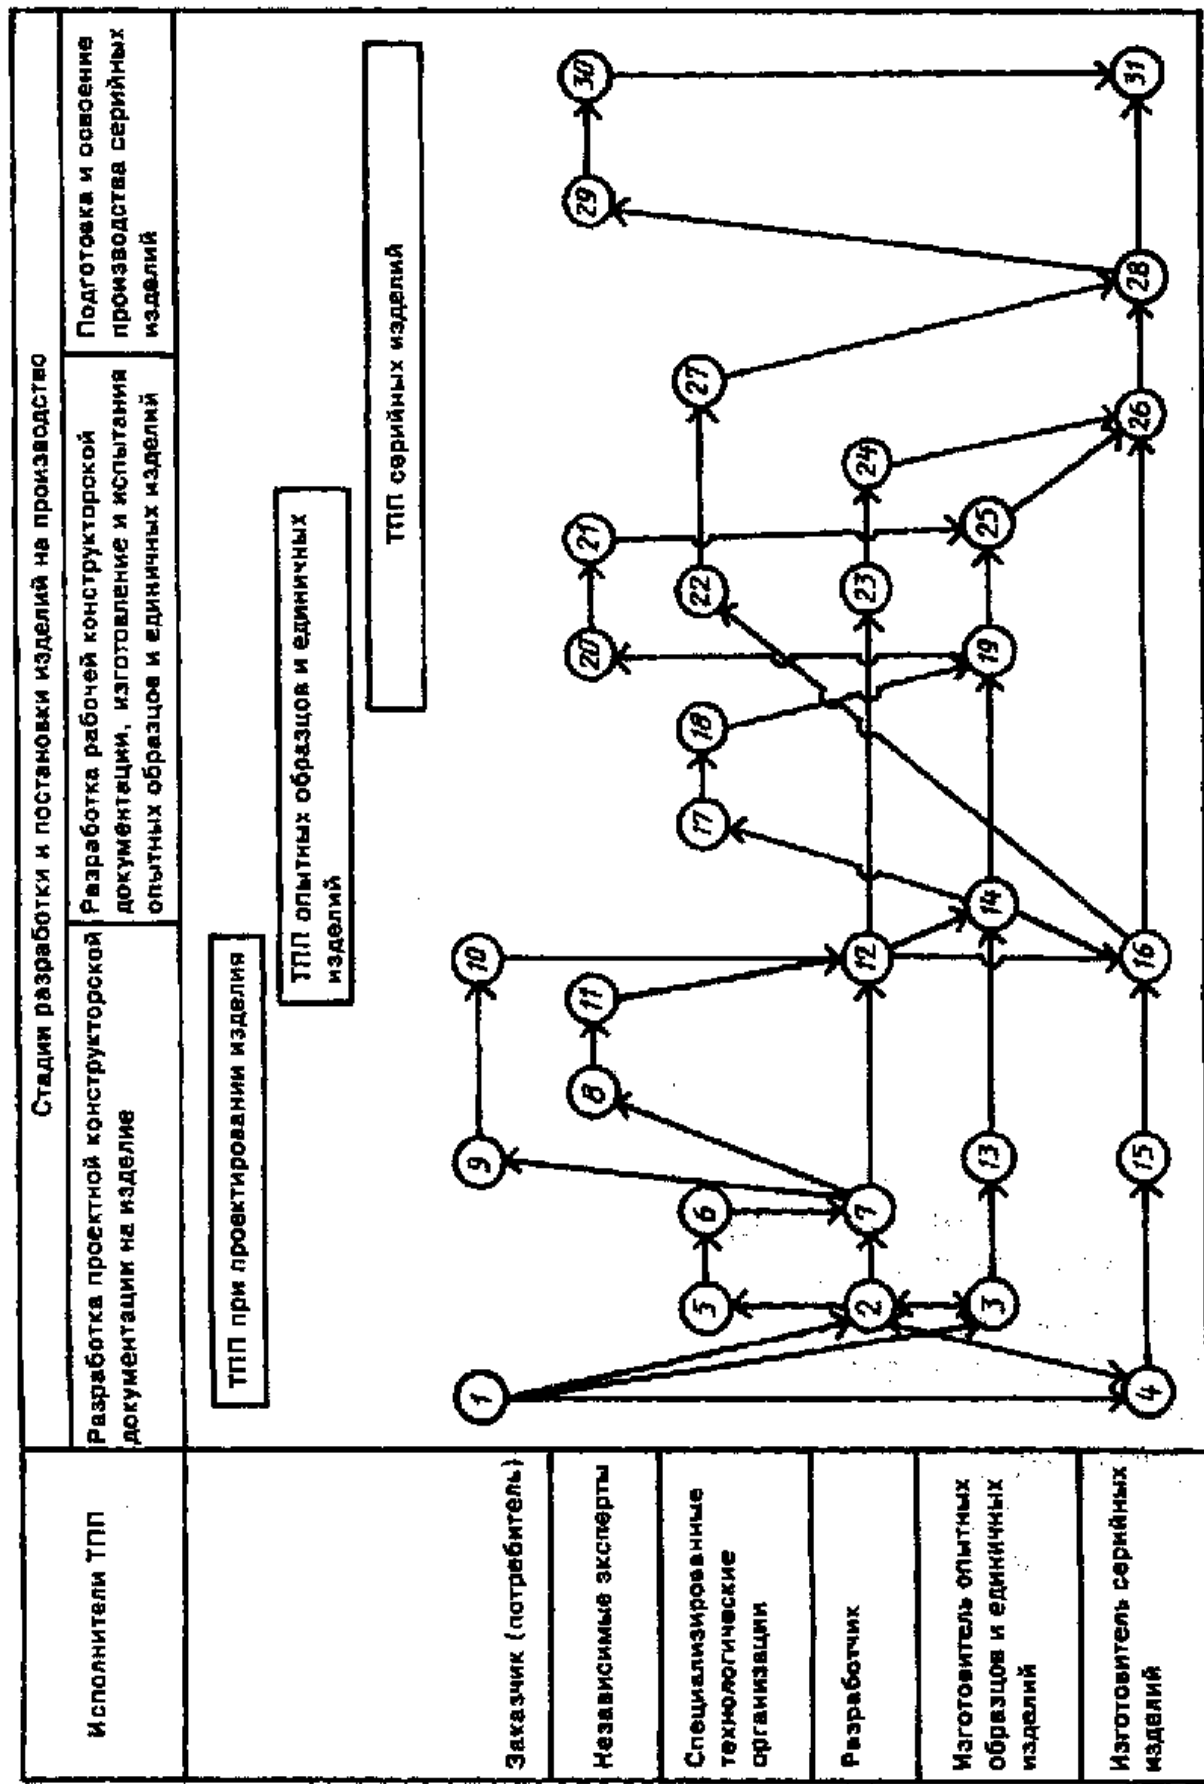 Стадии разработки и постановки изделий на производство
Исполнители ТПП
Разработка проектной конструкторской
документации на изделие
Разработка рабочей конструкторской
документации, изготовление и испытания
опытных образцов и единичных изделий
Подготовка и освоение
производства серийных
изделий
ТПП при проектировании изделия
ТПП опытных образцов и единичных
изделий
ТПП серийных изделий
Заказчик (потребитель)
1
9
10
Независимые эксперты
8
11
20
21
29
30
Специализированные
технологические
организации
5
6
17
18
22
27
Разработчик
2
7
12
23
24
Изготовитель опытных
образцов и единичных
изделий
3
13
14
19
25
Изготовитель серийных
изделий
4
15
16
26
28
31